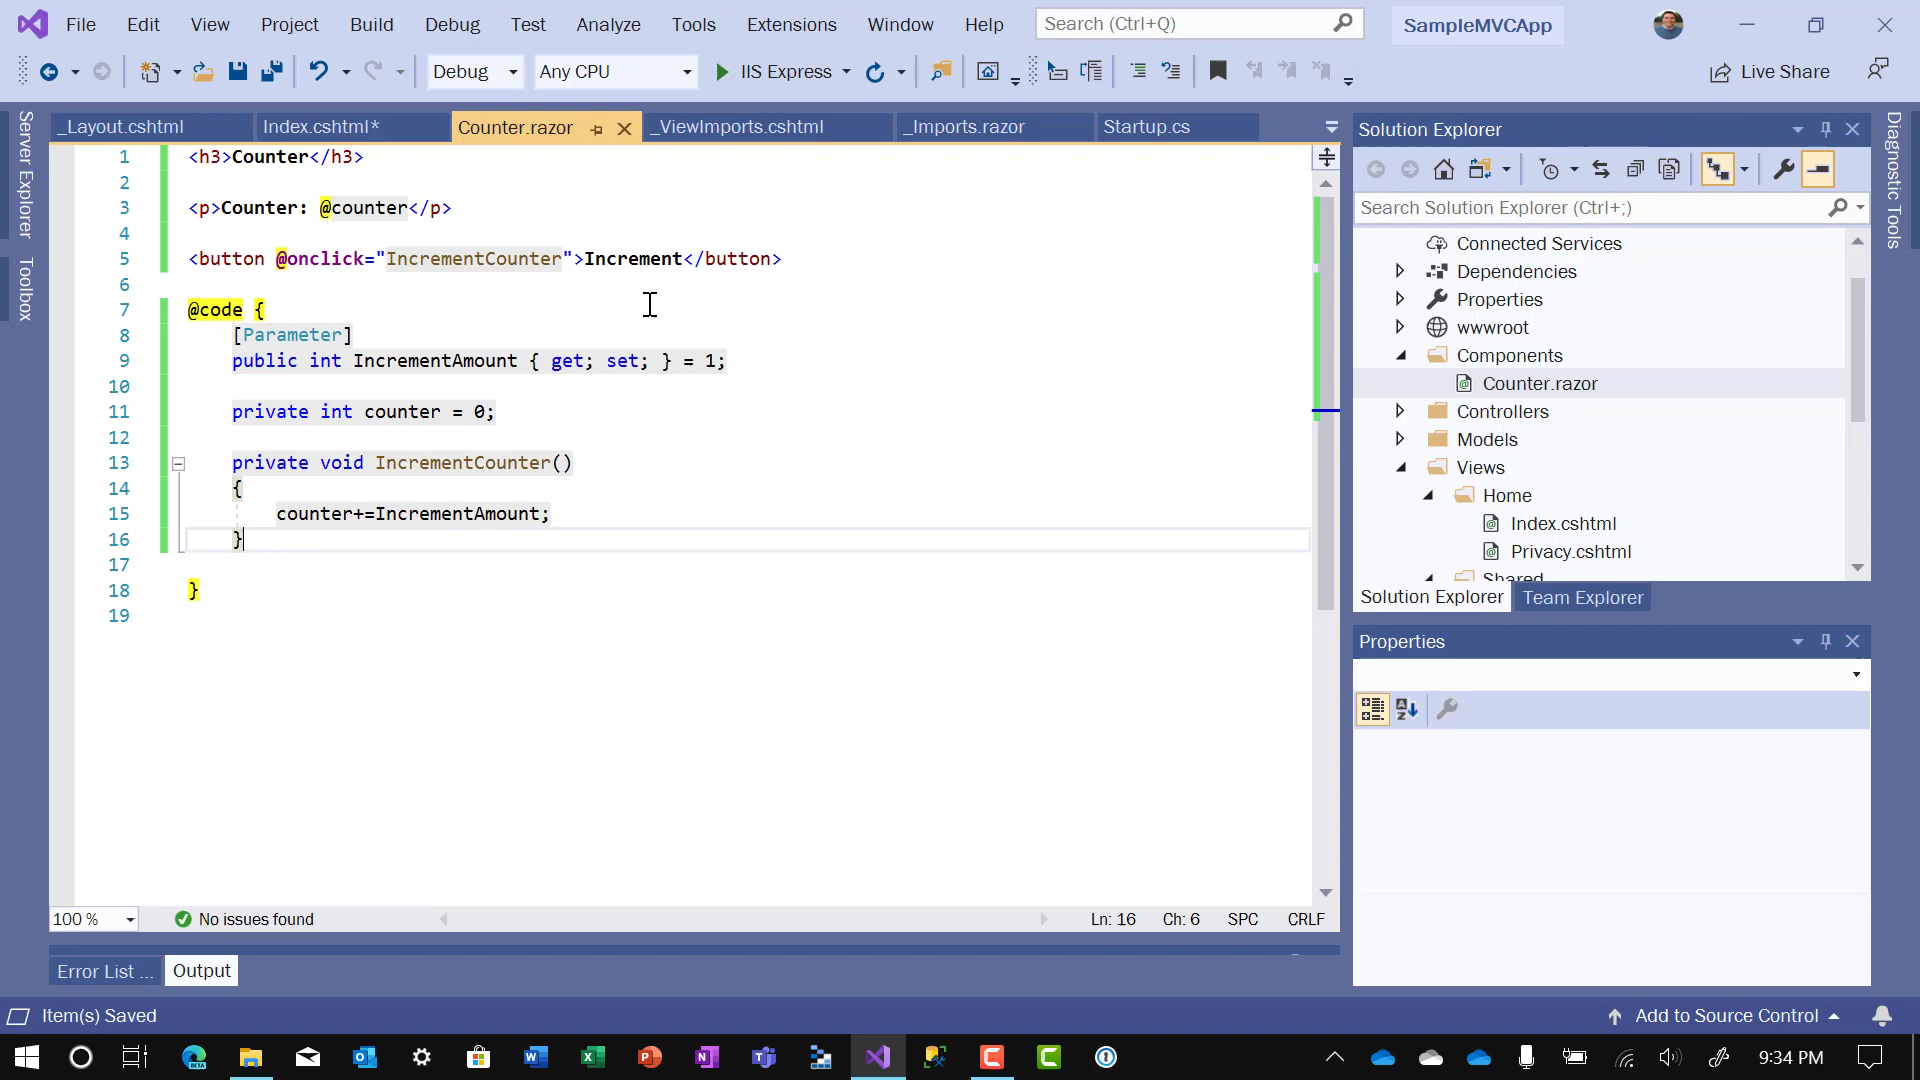 File Edit View Project Build Debug Test Analyze Tools Extensions Window Help Search (Ctrl+Q) SampleMVCApp
Debug Any CPU IIS Express Live Share
Server Explorer
Toolbox
_Layout.cshtml Index.cshtml* Counter.razor _ViewImports.cshtml _Imports.razor Startup.cs
1 <h3>Counter</h3>
2
3 <p>Counter: @counter</p>
4
5 <button @onclick="IncrementCounter">Increment</button>
6
7 @code {
8 [Parameter]
9 public int IncrementAmount { get; set; } = 1;
10
11 private int counter = 0;
12
13 private void IncrementCounter()
14 {
15 counter+=IncrementAmount;
16 }
17
18 }
19
100 % No issues found Ln: 16 Ch: 6 SPC CRLF
Error List ... Output
Solution Explorer
Search Solution Explorer (Ctrl+;)
Connected Services
Dependencies
Properties
wwwroot
Components
Counter.razor
Controllers
Models
Views
Home
Index.cshtml
Privacy.cshtml
Shared
Solution Explorer Team Explorer
Properties
Diagnostic Tools
Item(s) Saved Add to Source Control
9:34 PM